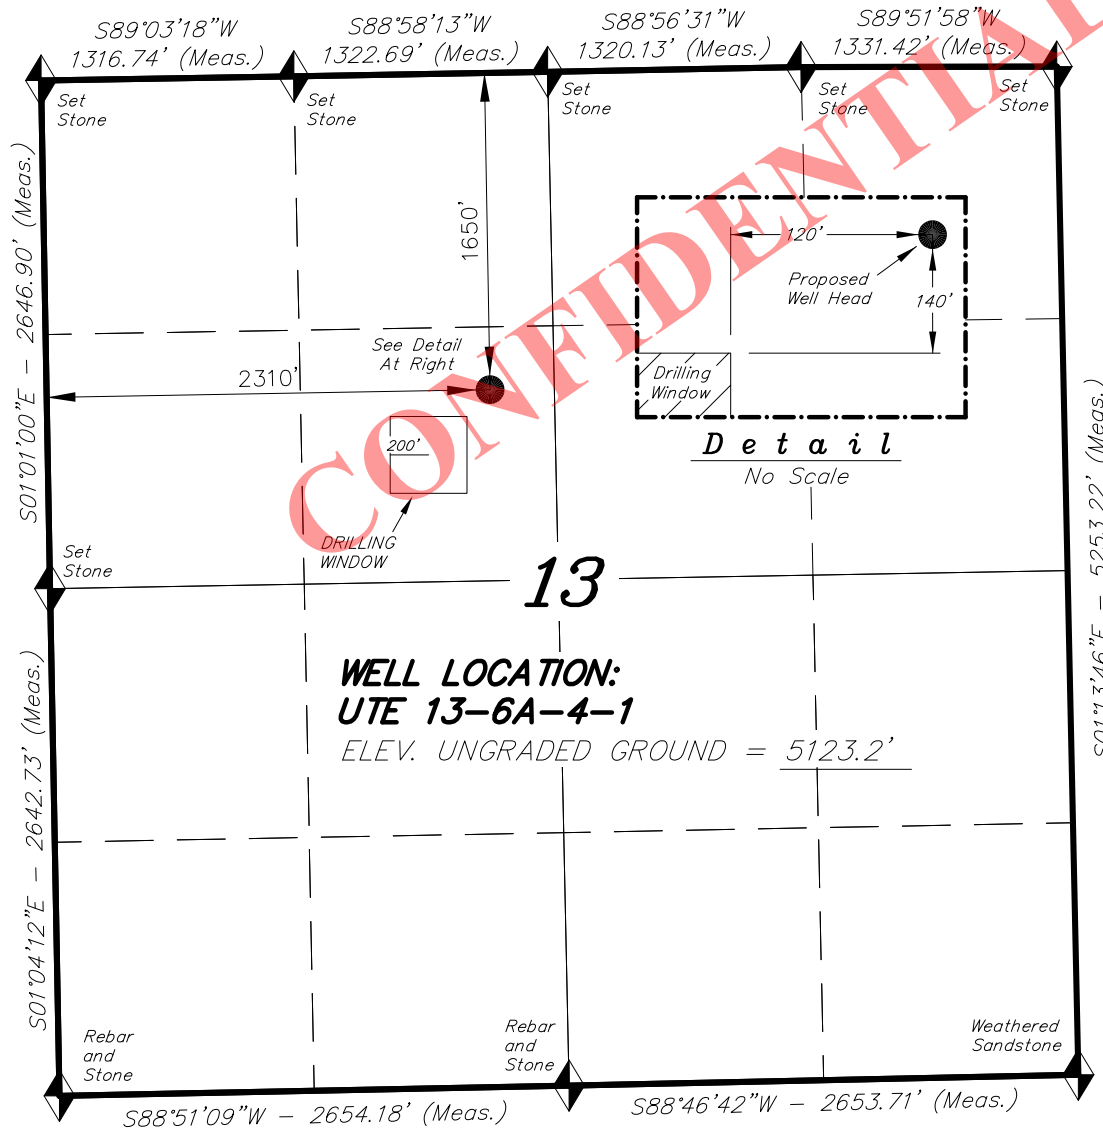 S89°03'18"W
1316.74' (Meas.)
S88°58'13"W
1322.69' (Meas.)
S88°56'31"W
1320.13' (Meas.)
S89°51'58"W
1331.42' (Meas.)
Set
Stone
Set
Stone
Set
Stone
Set
Stone
Set
Stone
S01°01'00"E - 2646.90' (Meas.)
1650'
120'
Proposed
Well Head
140'
Drilling
Window
Detail
No Scale
See Detail
At Right
2310'
200'
DRILLING
WINDOW
CONFIDENTIAL
Set
Stone
13
S01°13'46"E - 5253.22' (Meas.)
WELL LOCATION:
UTE 13-6A-4-1
ELEV. UNGRADED GROUND = 5123.2'
S01°04'12"E - 2642.73' (Meas.)
Rebar
and
Stone
Rebar
and
Stone
Weathered
Sandstone
S88°51'09"W - 2654.18' (Meas.)
S88°46'42"W - 2653.71' (Meas.)